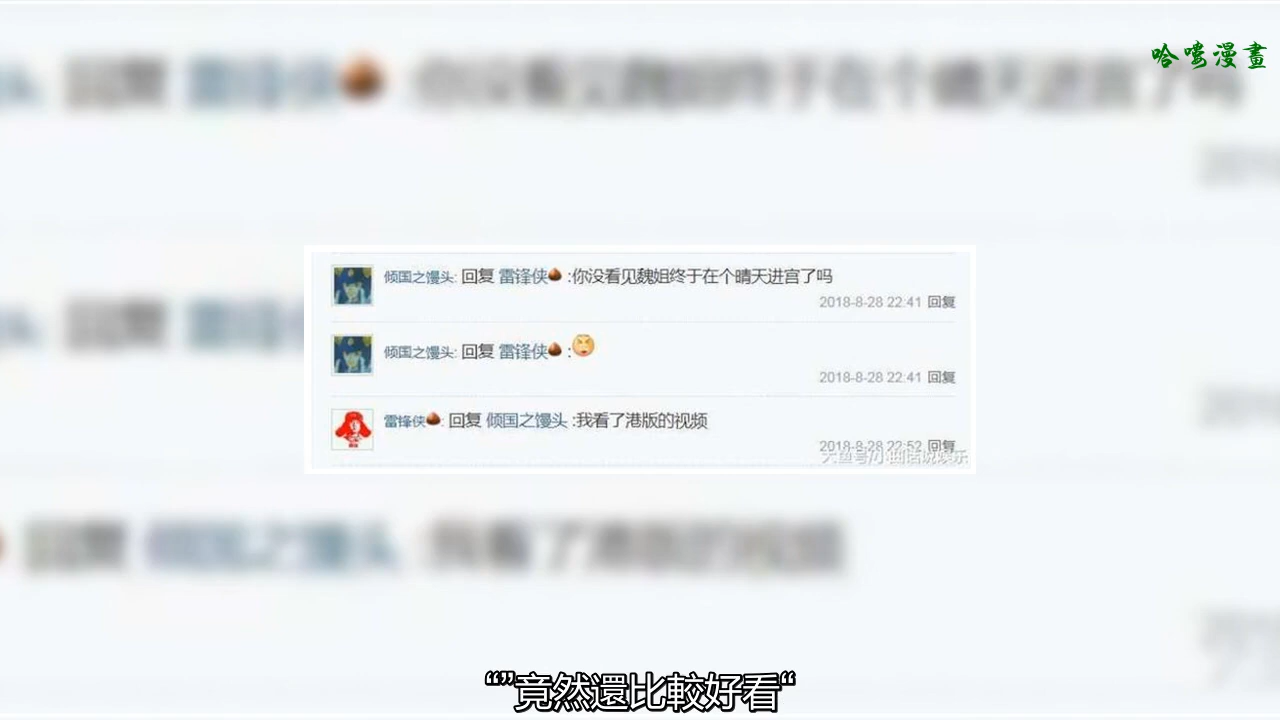 哈嘍漫畫
倾国之馒头: 回复 雷锋侠 :你没看见魏姐终于在个晴天进宫了吗
2018-8-28 22:41 回复
倾国之馒头: 回复 雷锋侠 :
2018-8-28 22:41 回复
雷锋侠: 回复 倾国之馒头 :我看了港版的视频
2018-8-28 22:52 回复
“”竟然還比較好看“